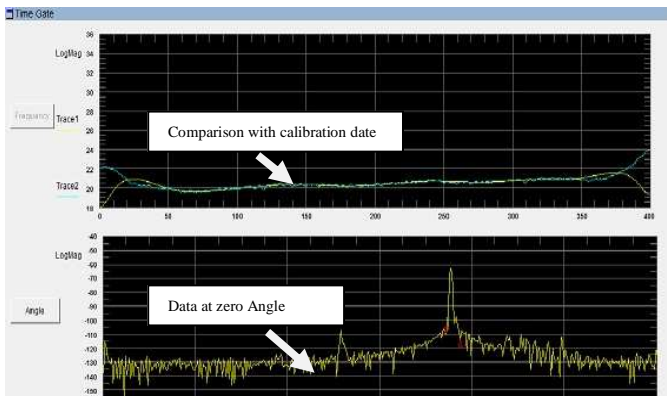 Time Gate
36
LogMag 34
32
30
Frequency
28
Trace1 26
Comparison with calibration date
24
22
Trace2 20
18
0 50 100 150 200 250 300 350 400
-40
LogMag -50
-60
-70
-80
Angle
-90
Data at zero Angle
-100
-110
-120
-130
-140
-150